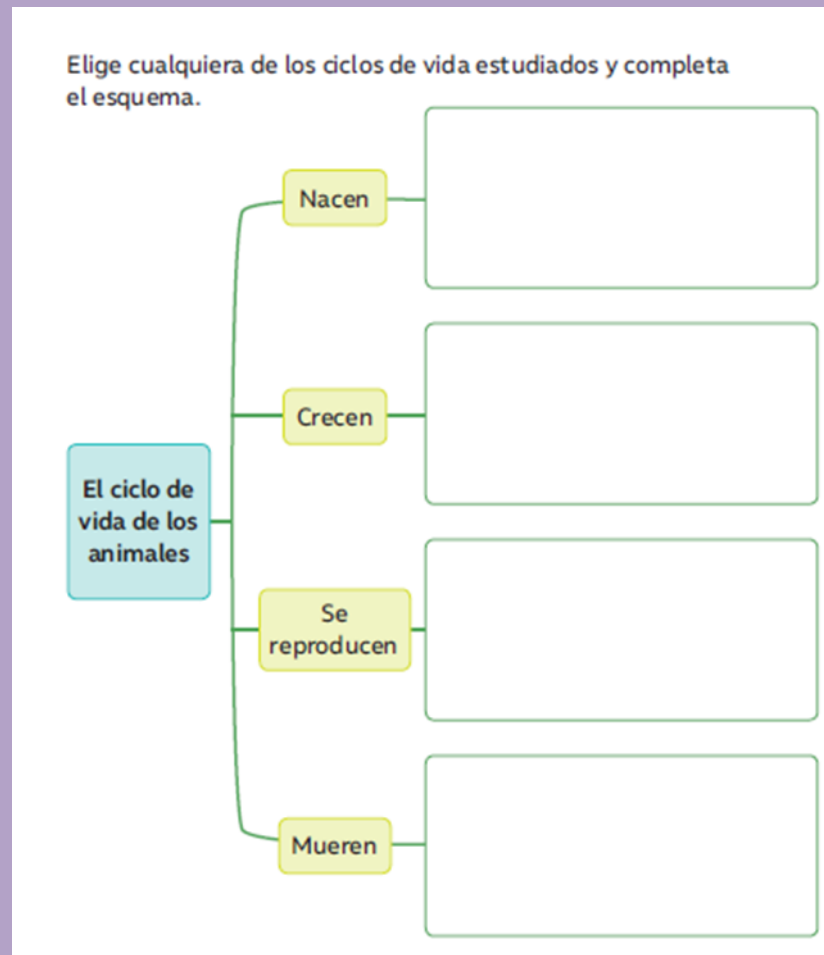 Elige cualquiera de los ciclos de vida estudiados y completa
el esquema.
Nacen
Crecen
El ciclo de
vida de los
animales
Se
reproducen
Mueren